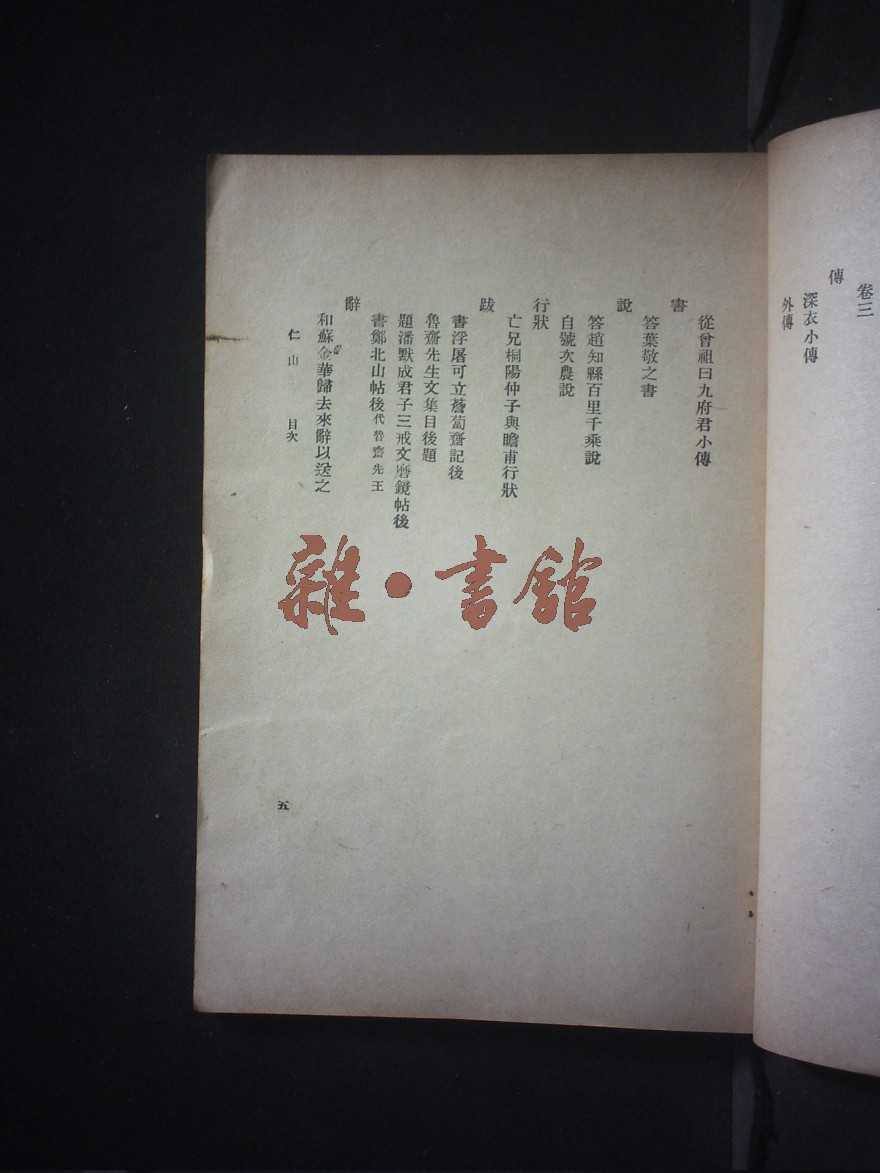 卷三
傳
深衣小傳
外傳
從曾祖曰九府君小傳
書
答葉敬之書
說
答趙知縣百里千乘說
自號次農說
行狀
亡兄桐陽仲子與瞻甫行狀
跋
書浮屠可立薝蔔齋記後
魯齋先生文集目後題
題潘默成君子三戒文磨鏡帖後
書鄭北山帖後代魯齋先王
辭
和蘇金華歸去來辭以送之
仁山 目次
五
雜·書館